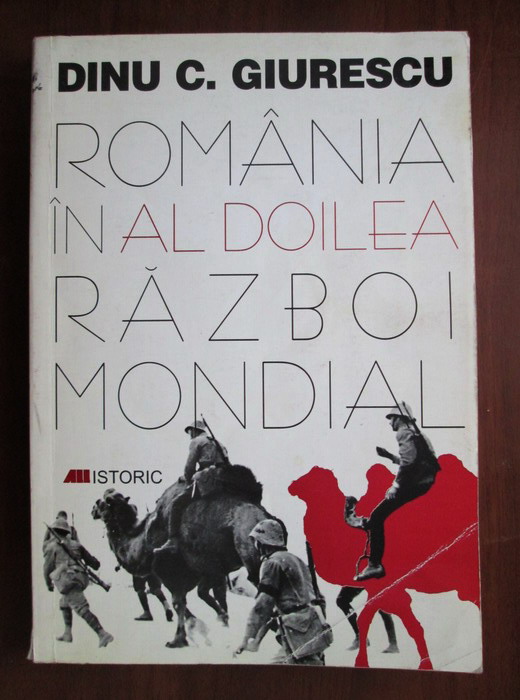 DINU C. GIURESCU
ROMÂNIA
ÎN AL DOILEA
RĂZBOI
MONDIAL
ALL ISTORIC